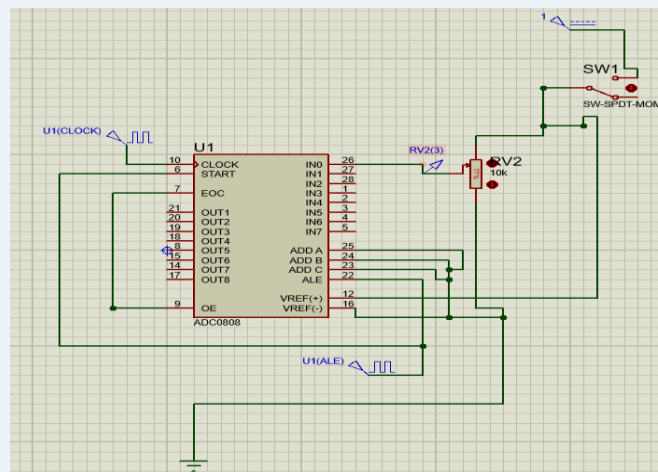 1
SW1
SW-SPDT-MOM
U1(CLOCK)
U1
RV2(3)
RV2
10k
10 CLOCK IN0 26
6 START IN1 27
IN2 28
7 EOC IN3 1
IN4 2
21 OUT1 IN5 3
20 OUT2 IN6 4
19 OUT3 IN7 5
18 OUT4
8 OUT5 ADD A 25
15 OUT6 ADD B 24
14 OUT7 ADD C 23
17 OUT8 ALE 22
VREF(+) 12
9 OE VREF(-) 16
ADC0808
U1(ALE)